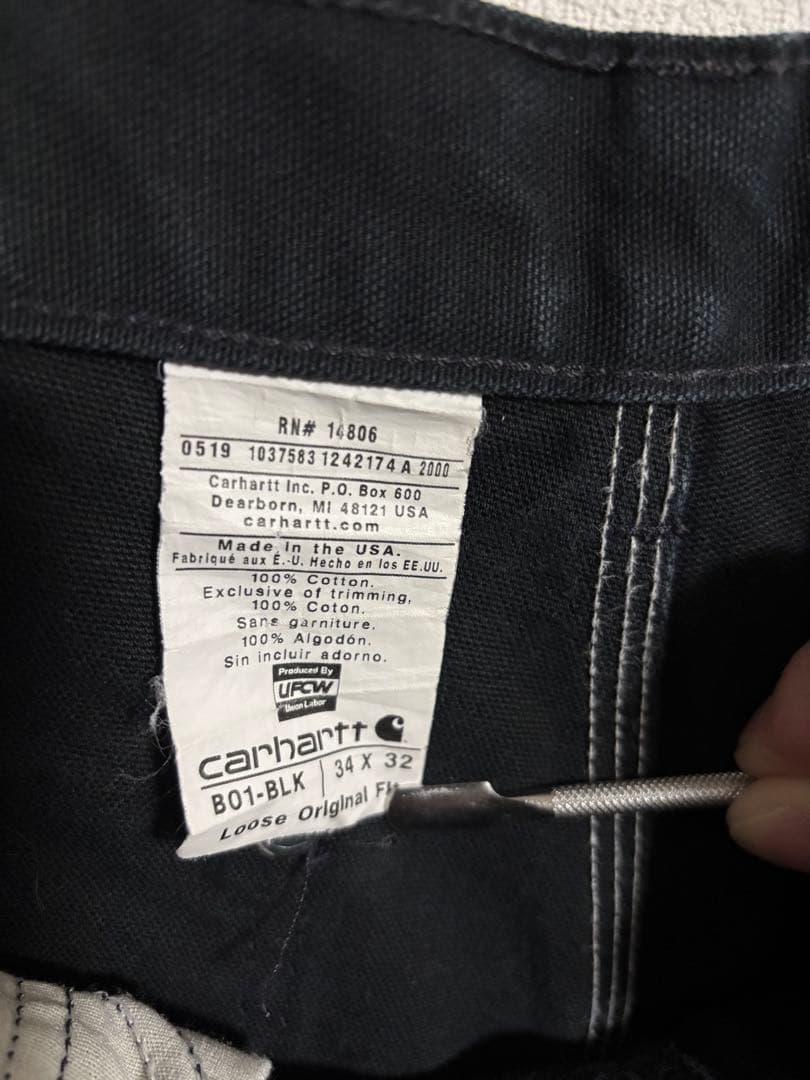 RN# 14806
0519 1037583 1242174 A 2000
Carhartt Inc. P.O. Box 600
Dearborn, MI 48121 USA
carhartt.com
Made in the USA.
Fabriqué aux É.-U. Hecho en los EE.UU.
100% Cotton.
Exclusive of trimming,
100% Coton.
Sans garniture.
100% Algodón.
Sin incluir adorno.
Produced By
UFCW
Union Labor
carhartt
B01-BLK | 34 X 32
Loose Original